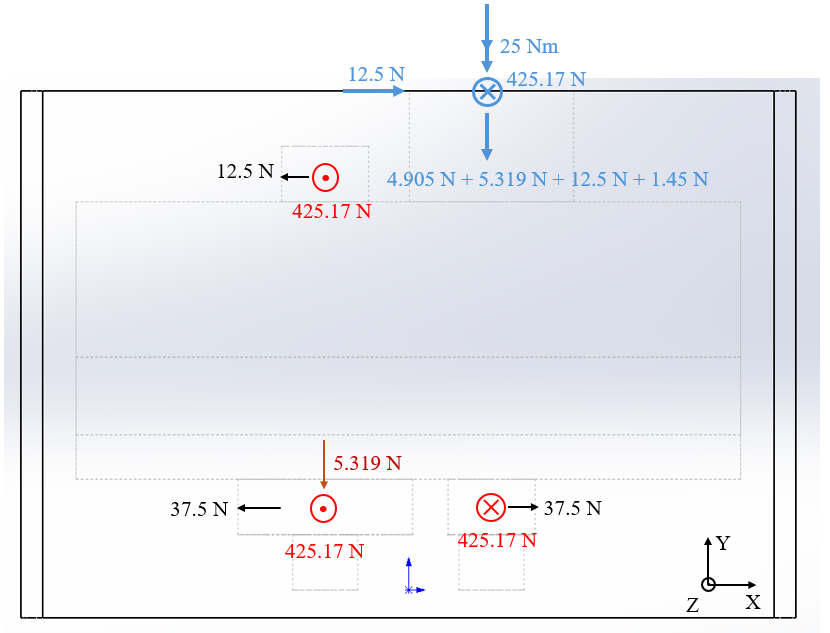 25 Nm
12.5 N
425.17 N
12.5 N
4.905 N + 5.319 N + 12.5 N + 1.45 N
425.17 N
5.319 N
37.5 N
37.5 N
425.17 N
425.17 N
Y
Z
X